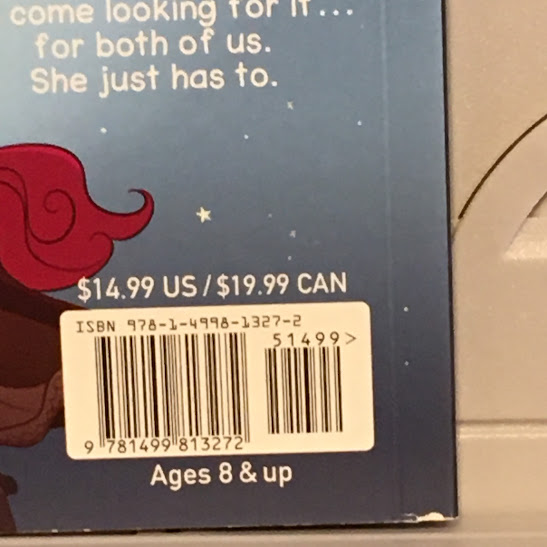 come looking for it...
for both of us.
She just has to.
$14.99 US / $19.99 CAN
ISBN 978-1-4998-1327-2
51499>
9 781499 813272
Ages 8 & up